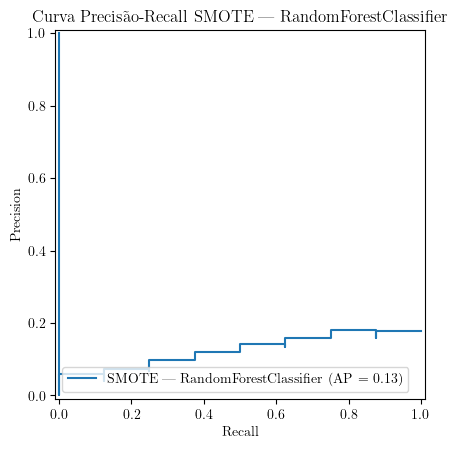 Curva Precisão-Recall SMOTE — RandomForestClassifier
1.0
0.8
0.6
0.4
0.2
0.0
Precision
SMOTE — RandomForestClassifier (AP = 0.13)
0.0 0.2 0.4 0.6 0.8 1.0
Recall